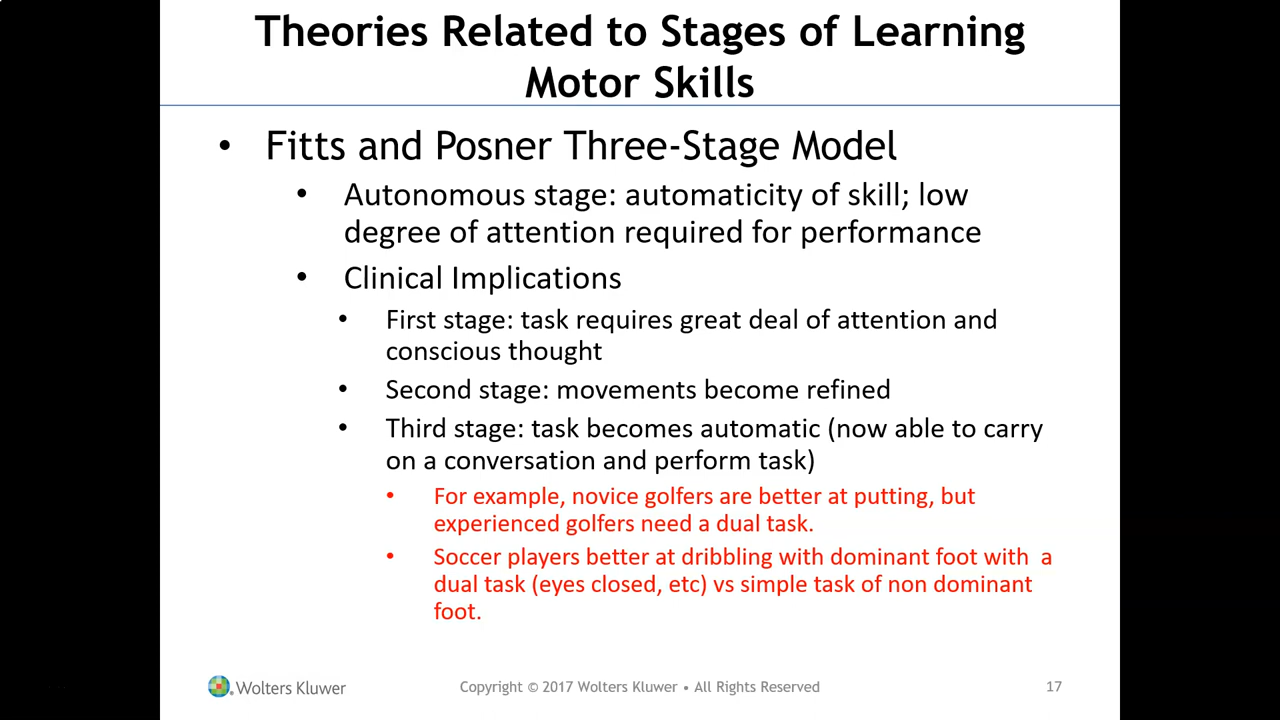 Theories Related to Stages of Learning
Motor Skills
• Fitts and Posner Three-Stage Model
• Autonomous stage: automaticity of skill; low
degree of attention required for performance
• Clinical Implications
• First stage: task requires great deal of attention and
conscious thought
• Second stage: movements become refined
• Third stage: task becomes automatic (now able to carry
on a conversation and perform task)
• For example, novice golfers are better at putting, but
experienced golfers need a dual task.
• Soccer players better at dribbling with dominant foot with a
dual task (eyes closed, etc) vs simple task of non dominant
foot.
Wolters Kluwer
Copyright © 2017 Wolters Kluwer • All Rights Reserved
17